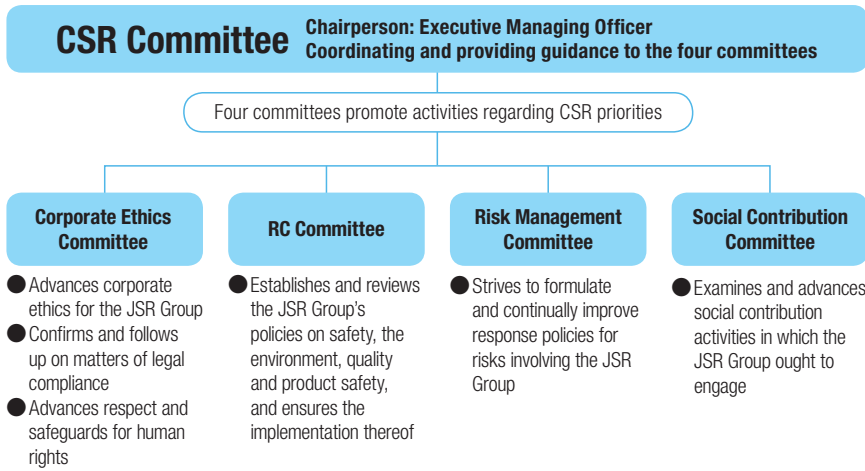 CSR Committee
Chairperson: Executive Managing Officer
Coordinating and providing guidance to the four committees
Four committees promote activities regarding CSR priorities
Corporate Ethics
Committee
● Advances corporate
ethics for the JSR Group
● Confirms and follows
up on matters of legal
compliance
● Advances respect and
safeguards for human
rights
RC Committee
● Establishes and reviews
the JSR Group's
policies on safety, the
environment, quality
and product safety,
and ensures the
implementation thereof
Risk Management
Committee
● Strives to formulate
and continually improve
response policies for
risks involving the JSR
Group
Social Contribution
Committee
● Examines and advances
social contribution
activities in which the
JSR Group ought to
engage